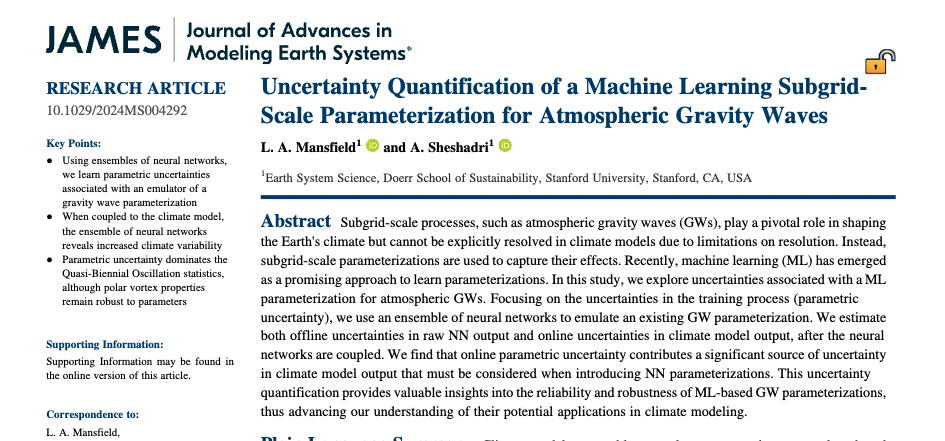 JAMES
Journal of Advances in
Modeling Earth Systems®
RESEARCH ARTICLE
10.1029/2024MS004292
Key Points:
• Using ensembles of neural networks,
we learn parametric uncertainties
associated with an emulator of a
gravity wave parameterization
• When coupled to the climate model,
the ensemble of neural networks
reveals increased climate variability
• Parametric uncertainty dominates the
Quasi-Biennial Oscillation statistics,
although polar vortex properties
remain robust to parameters
Supporting Information:
Supporting Information may be found in
the online version of this article.
Correspondence to:
L. A. Mansfield,
Uncertainty Quantification of a Machine Learning Subgrid-
Scale Parameterization for Atmospheric Gravity Waves
L. A. Mansfield1 iD and A. Sheshadri1 iD
1Earth System Science, Doerr School of Sustainability, Stanford University, Stanford, CA, USA
Abstract Subgrid-scale processes, such as atmospheric gravity waves (GWs), play a pivotal role in shaping
the Earth's climate but cannot be explicitly resolved in climate models due to limitations on resolution. Instead,
subgrid-scale parameterizations are used to capture their effects. Recently, machine learning (ML) has emerged
as a promising approach to learn parameterizations. In this study, we explore uncertainties associated with a ML
parameterization for atmospheric GWs. Focusing on the uncertainties in the training process (parametric
uncertainty), we use an ensemble of neural networks to emulate an existing GW parameterization. We estimate
both offline uncertainties in raw NN output and online uncertainties in climate model output, after the neural
networks are coupled. We find that online parametric uncertainty contributes a significant source of uncertainty
in climate model output that must be considered when introducing NN parameterizations. This uncertainty
quantification provides valuable insights into the reliability and robustness of ML-based GW parameterizations,
thus advancing our understanding of their potential applications in climate modeling.